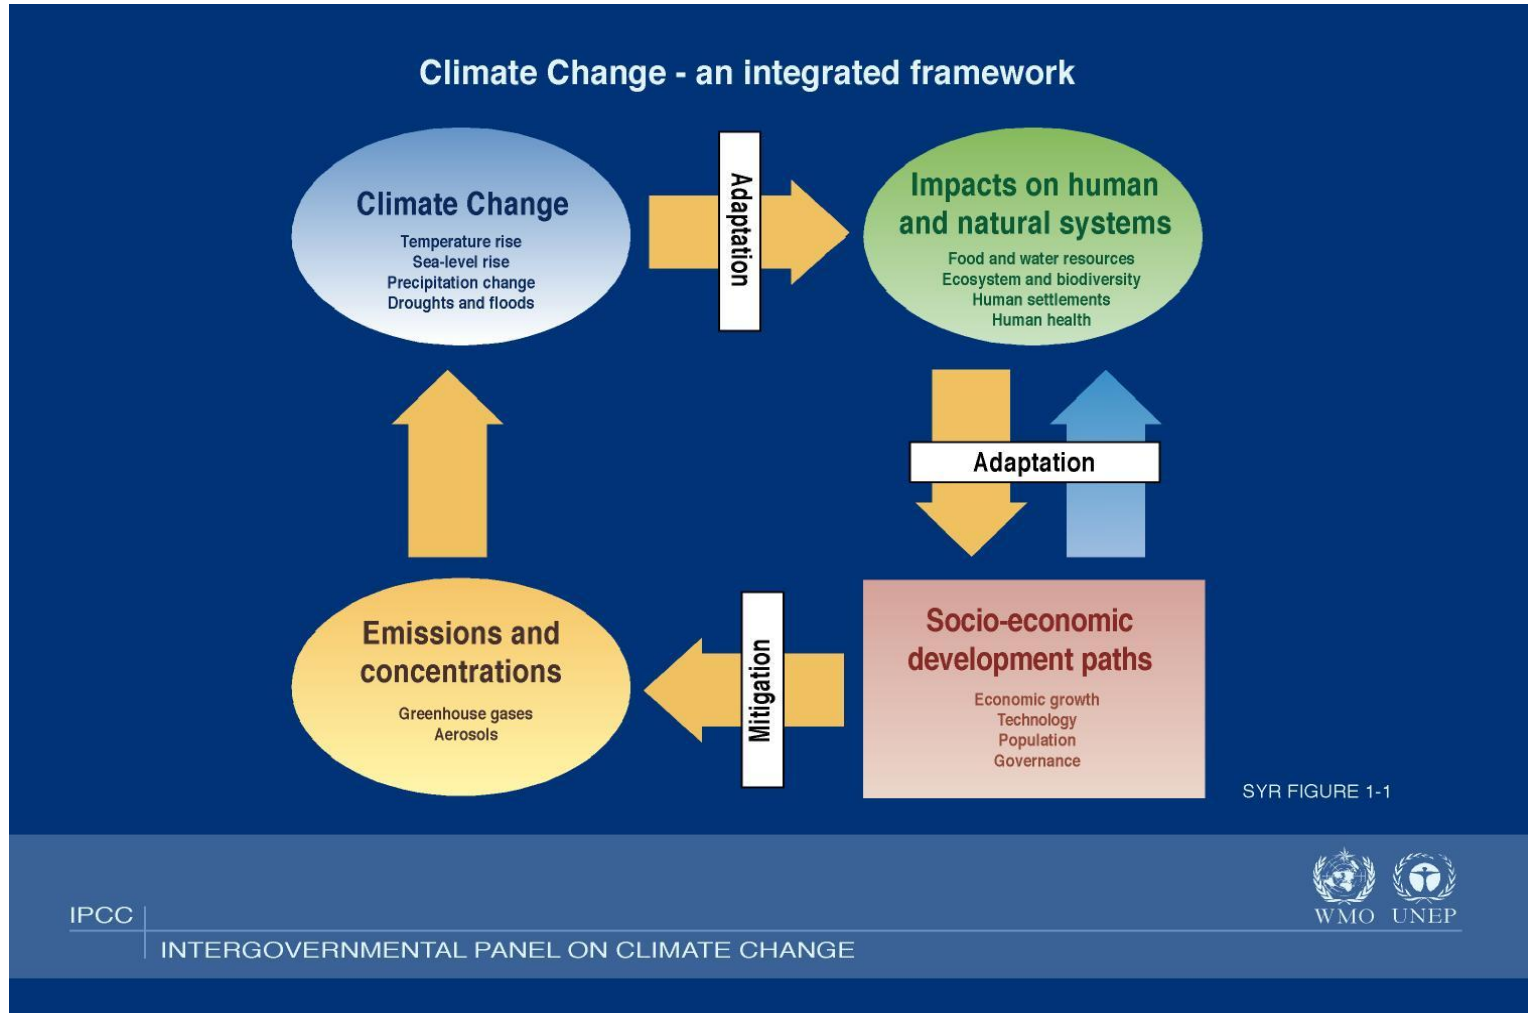 Climate Change - an integrated framework
Climate Change
Temperature rise
Sea-level rise
Precipitation change
Droughts and floods
Adaptation
Impacts on human
and natural systems
Food and water resources
Ecosystem and biodiversity
Human settlements
Human health
Adaptation
Emissions and
concentrations
Greenhouse gases
Aerosols
Mitigation
Socio-economic
development paths
Economic growth
Technology
Population
Governance
SYR FIGURE 1-1
IPCC
INTERGOVERNMENTAL PANEL ON CLIMATE CHANGE
WMO UNEP